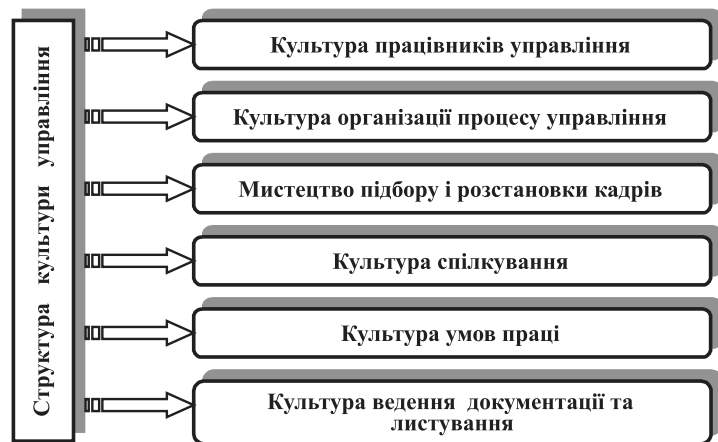 Структура культури управління
Культура працівників управління
Культура організації процесу управління
Мистецтво підбору і розстановки кадрів
Культура спілкування
Культура умов праці
Культура ведення документації та
листування